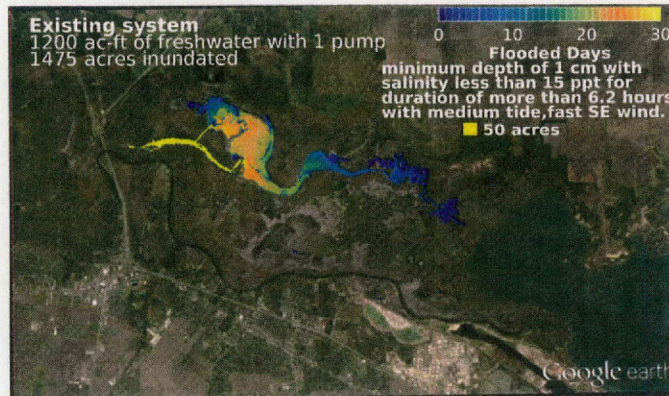 Existing system
1200 ac-ft of freshwater with 1 pump
1475 acres inundated
0 10 20 30
Flooded Days
minimum depth of 1 cm with
salinity less than 15 ppt for
duration of more than 6.2 hours
with medium tide,fast SE wind.
50 acres
Google earth